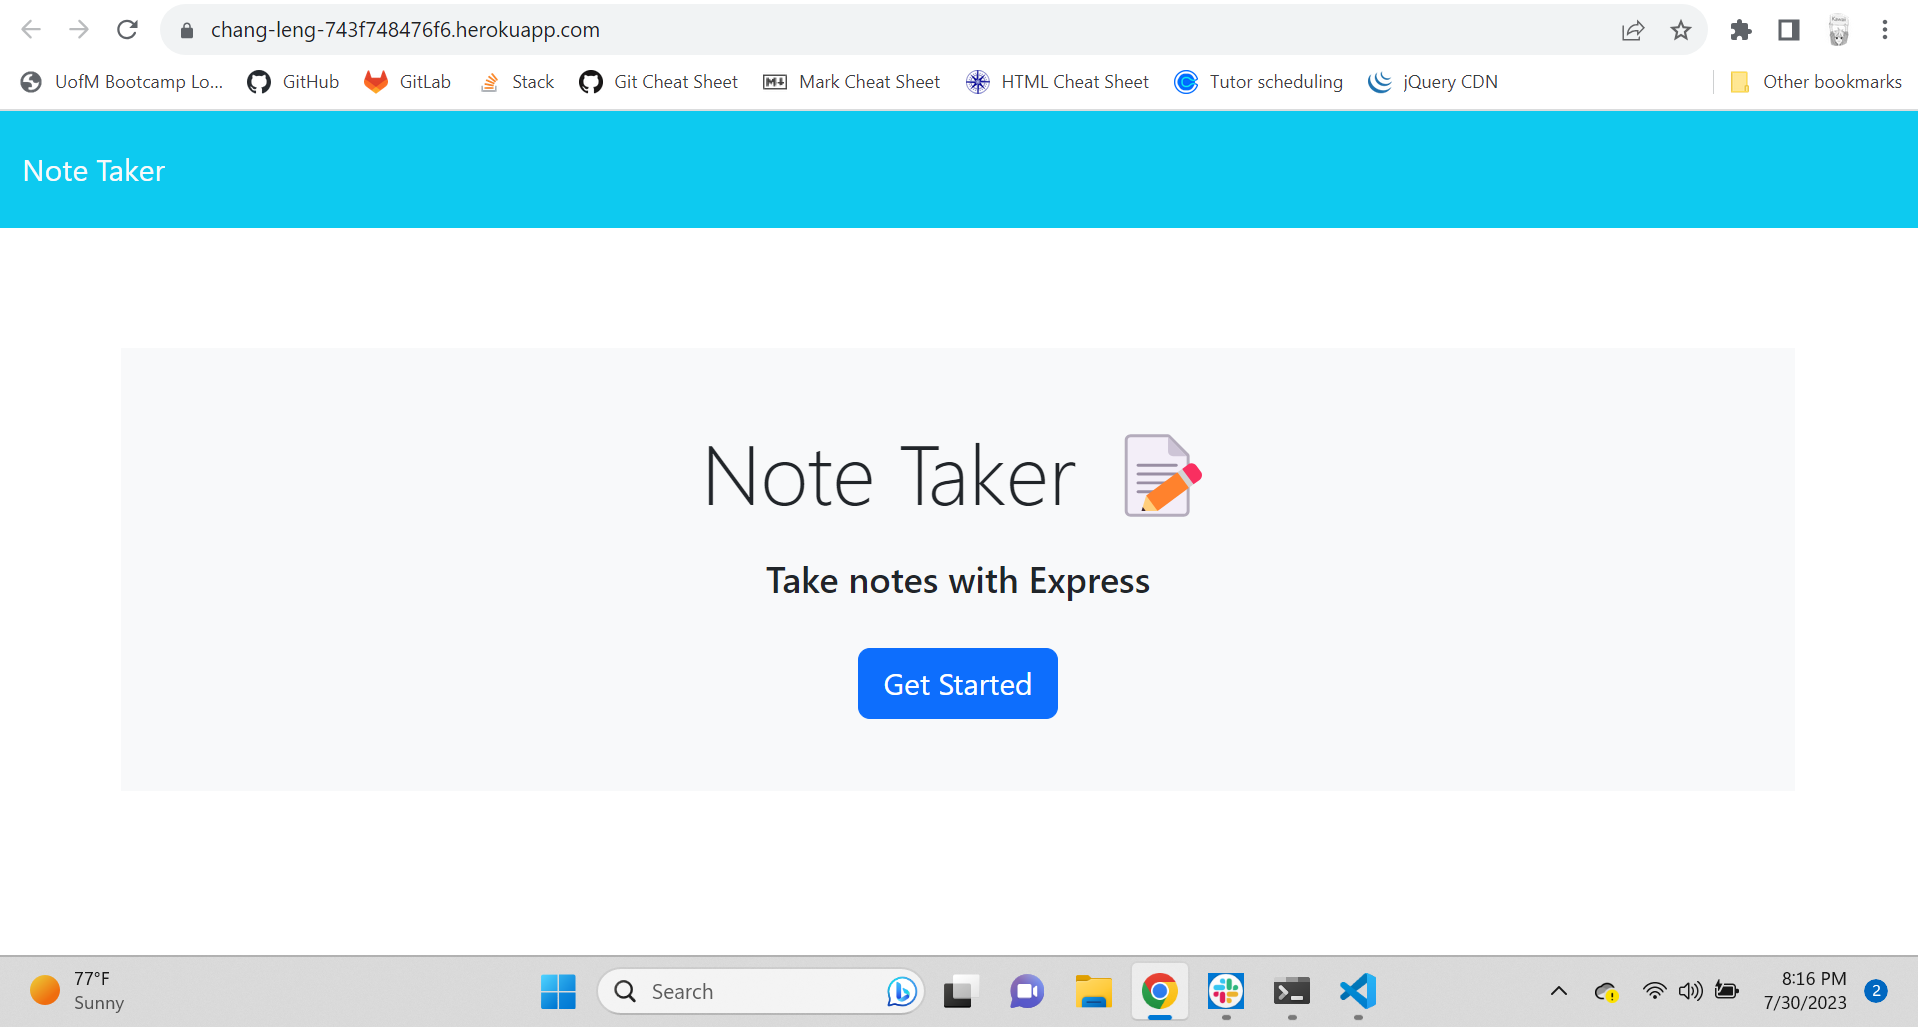 chang-leng-743f748476f6.herokuapp.com
UofM Bootcamp Lo... GitHub GitLab Stack Git Cheat Sheet Mark Cheat Sheet HTML Cheat Sheet Tutor scheduling jQuery CDN Other bookmarks
Note Taker
Note Taker
Take notes with Express
Get Started
77°F
Sunny
Search
8:16 PM
7/30/2023
2